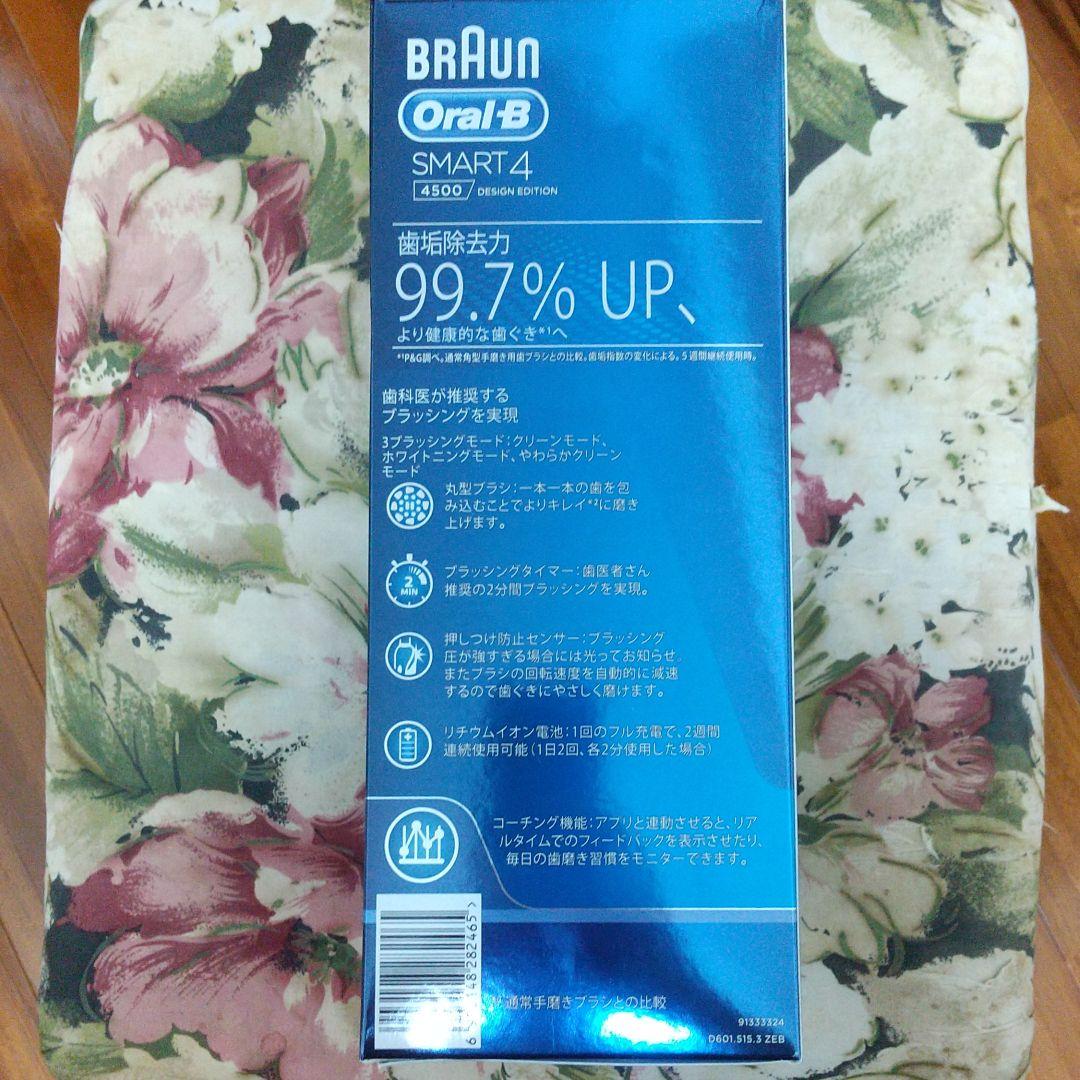 BRAUN
Oral-B
SMART4
4500 DESIGN EDITION
歯垢除去力
99.7% UP、
より健康的な歯ぐき*¹へ
*¹P&G調べ。通常角型手磨き用歯ブラシとの比較。歯垢指数の変化による。5週間継続使用時。
歯科医が推奨する
ブラッシングを実現
3ブラッシングモード:クリーンモード、
ホワイトニングモード、やわらかクリーン
モード
丸型ブラシ:一本一本の歯を包
み込むことでよりキレイ*²に磨き
上げます。
2
MIN
ブラッシングタイマー:歯医者さん
推奨の2分間ブラッシングを実現。
押しつけ防止センサー:ブラッシング
圧が強すぎる場合には光ってお知らせ。
またブラシの回転速度を自動的に減速
するので歯ぐきにやさしく磨けます。
リチウムイオン電池:1回のフル充電で、2週間
連続使用可能(1日2回、各2分使用した場合)
コーチング機能:アプリと連動させると、リア
ルタイムでのフィードバックを表示させたり、
毎日の歯磨き習慣をモニターできます。
48 282465 >
通常手磨きブラシとの比較
91333324
D601.515.3 ZEB